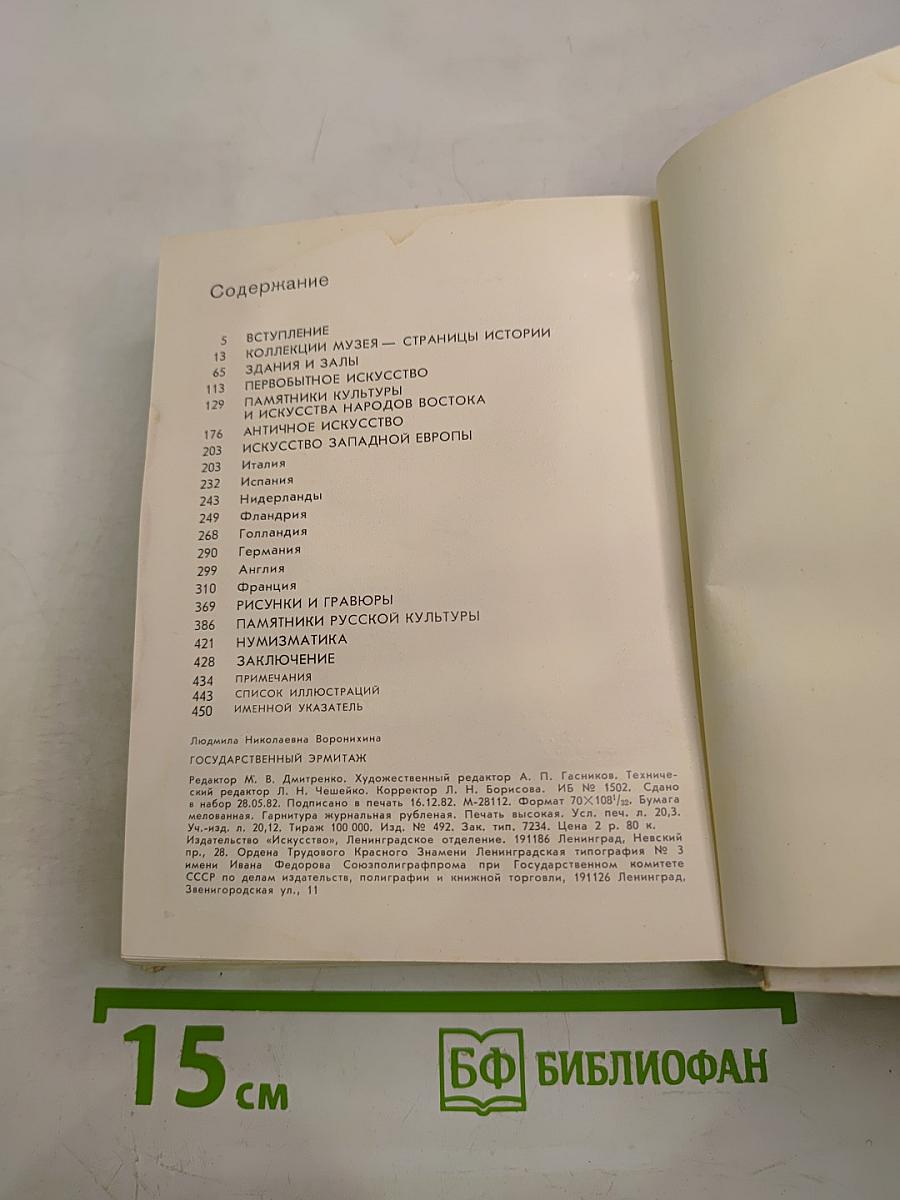 Содержание
5 ВСТУПЛЕНИЕ
13 КОЛЛЕКЦИИ МУЗЕЯ — СТРАНИЦЫ ИСТОРИИ
65 ЗДАНИЯ И ЗАЛЫ
113 ПЕРВОБЫТНОЕ ИСКУССТВО
129 ПАМЯТНИКИ КУЛЬТУРЫ
И ИСКУССТВА НАРОДОВ ВОСТОКА
176 АНТИЧНОЕ ИСКУССТВО
203 ИСКУССТВО ЗАПАДНОЙ ЕВРОПЫ
203 Италия
232 Испания
243 Нидерланды
249 Фландрия
268 Голландия
290 Германия
299 Англия
310 Франция
369 РИСУНКИ И ГРАВЮРЫ
386 ПАМЯТНИКИ РУССКОЙ КУЛЬТУРЫ
421 НУМИЗМАТИКА
428 ЗАКЛЮЧЕНИЕ
434 ПРИМЕЧАНИЯ
443 СПИСОК ИЛЛЮСТРАЦИЙ
450 ИМЕННОЙ УКАЗАТЕЛЬ
Людмила Николаевна Воронихина
ГОСУДАРСТВЕННЫЙ ЭРМИТАЖ
Редактор М. В. Дмитренко. Художественный редактор А. П. Гасников. Техниче-
ский редактор Л. Н. Чешейко. Корректор Л. Н. Борисова. ИБ № 1502. Сдано
в набор 28.05.82. Подписано в печать 16.12.82. М-28112. Формат 70×108¹/₃₂. Бумага
мелованная. Гарнитура журнальная рубленая. Печать высокая. Усл. печ. л. 20,3.
Уч.-изд. л. 20,12. Тираж 100 000. Изд. № 492. Зак. тип. 7234. Цена 2 р. 80 к.
Издательство «Искусство», Ленинградское отделение. 191186 Ленинград, Невский
пр., 28. Ордена Трудового Красного Знамени Ленинградская типография № 3
имени Ивана Федорова Союзполиграфпрома при Государственном комитете
СССР по делам издательств, полиграфии и книжной торговли, 191126 Ленинград,
Звенигородская ул., 11
15 см
БФ БИБЛИОФАН